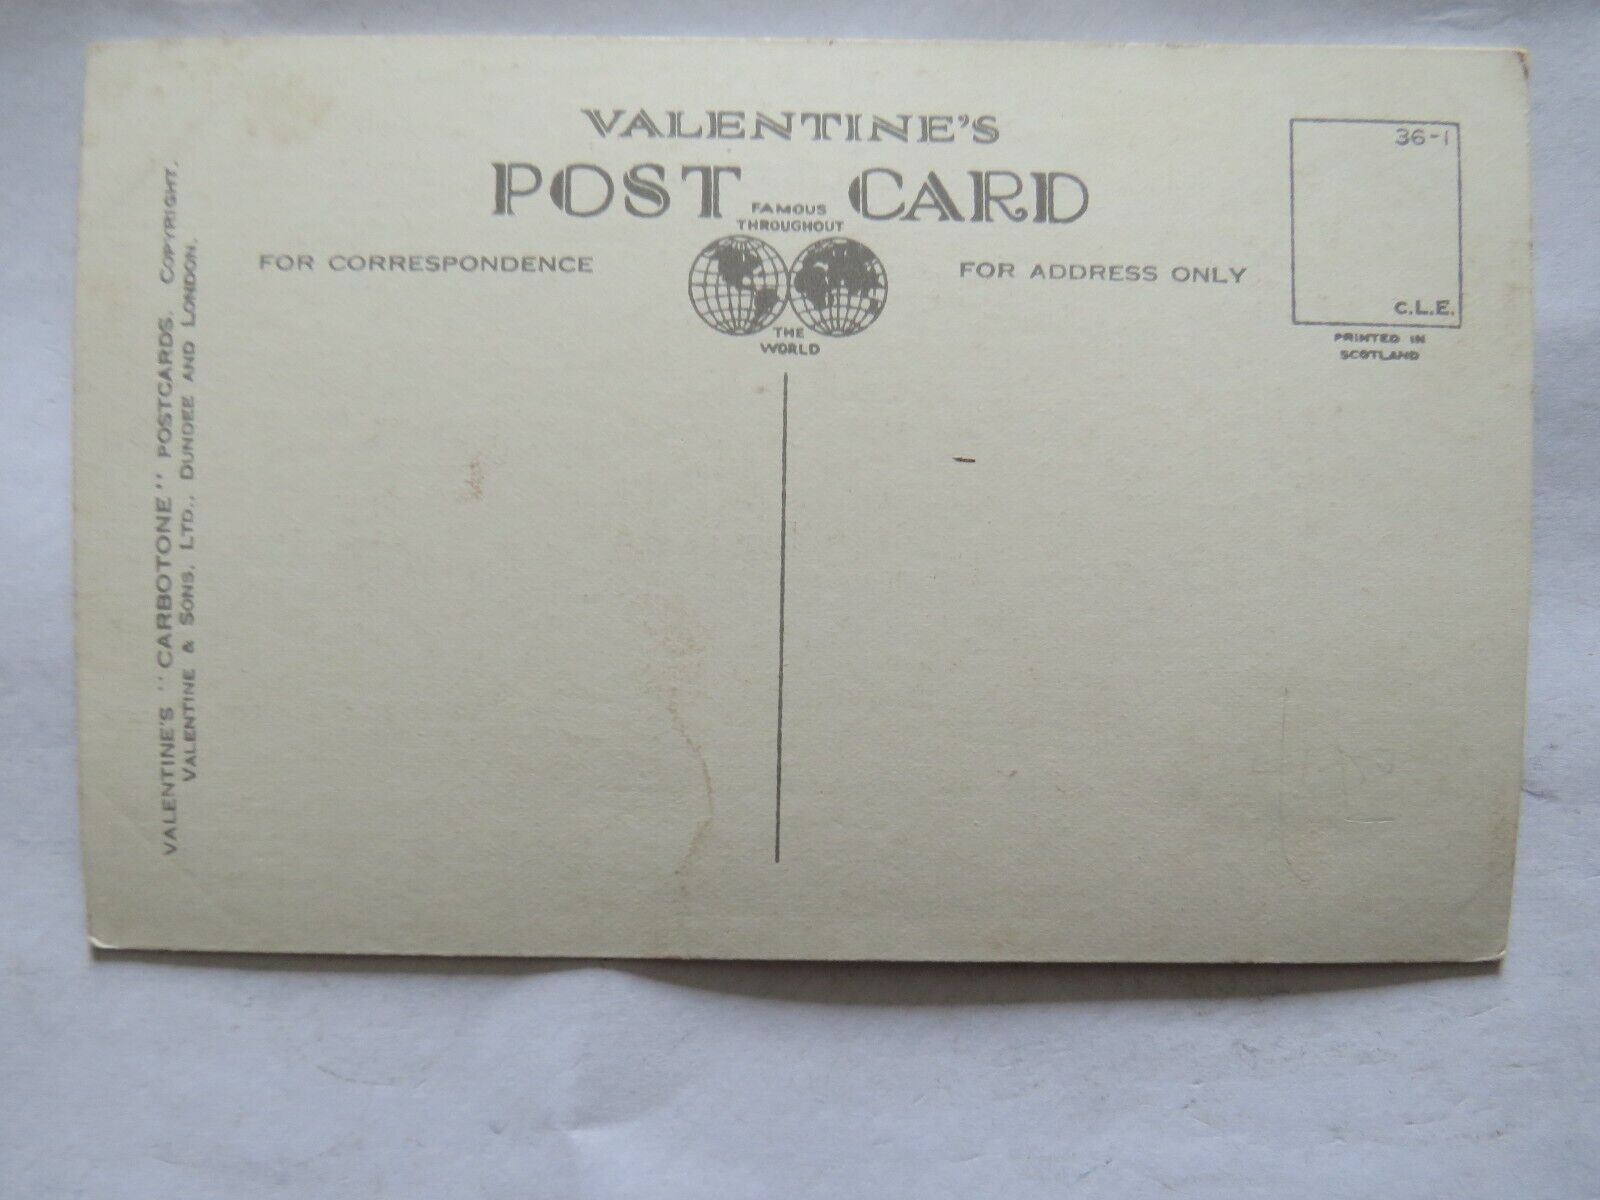 VALENTINE'S
POST CARD
FAMOUS
THROUGHOUT
THE
WORLD
FOR CORRESPONDENCE
FOR ADDRESS ONLY
36-1
C.L.E.
PRINTED IN
SCOTLAND
VALENTINE'S "CARBOTONE" POSTCARDS. COPYRIGHT.
VALENTINE & SONS, LTD., DUNDEE AND LONDON.